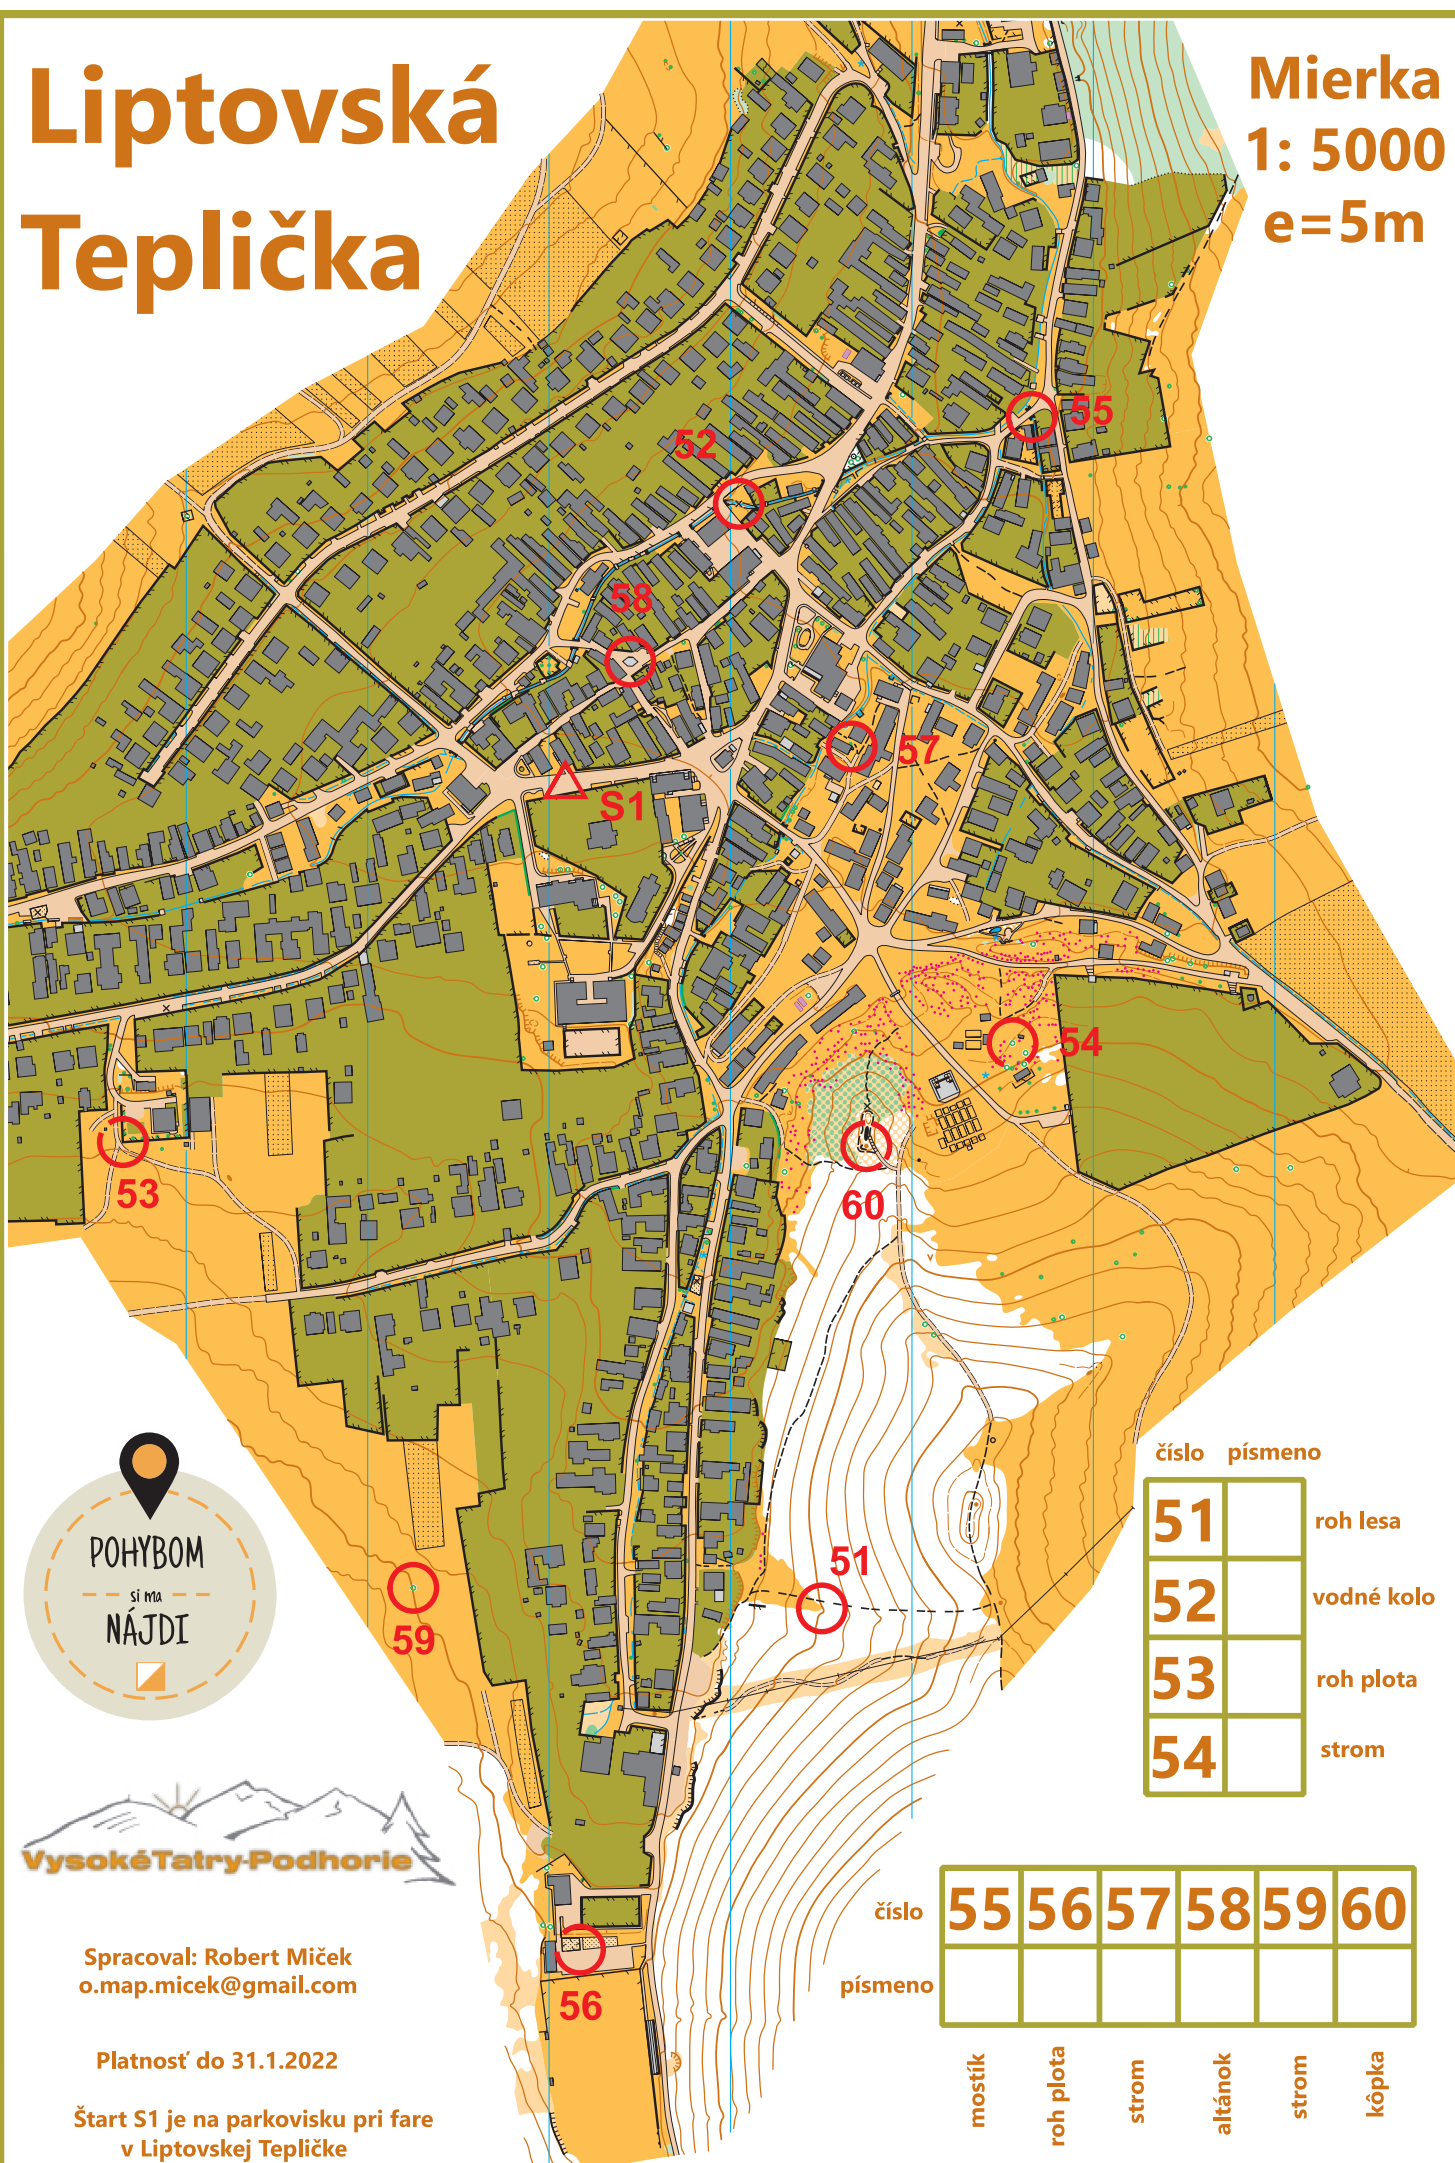 Liptovská
Teplička
Mierka
1: 5000
e=5m
55
52
58
57
S1
54
53
60
51
59
56
POHYBOM
si ma
NÁJDI
číslo písmeno
51 roh lesa
52 vodné kolo
53 roh plota
54 strom
číslo 55 56 57 58 59 60
písmeno
mostík
roh plota
strom
altánok
strom
kôpka
VysokéTatry-Podhorie
Spracoval: Robert Miček
o.map.micek@gmail.com
Platnosť do 31.1.2022
Štart S1 je na parkovisku pri fare
v Liptovskej Tepličke